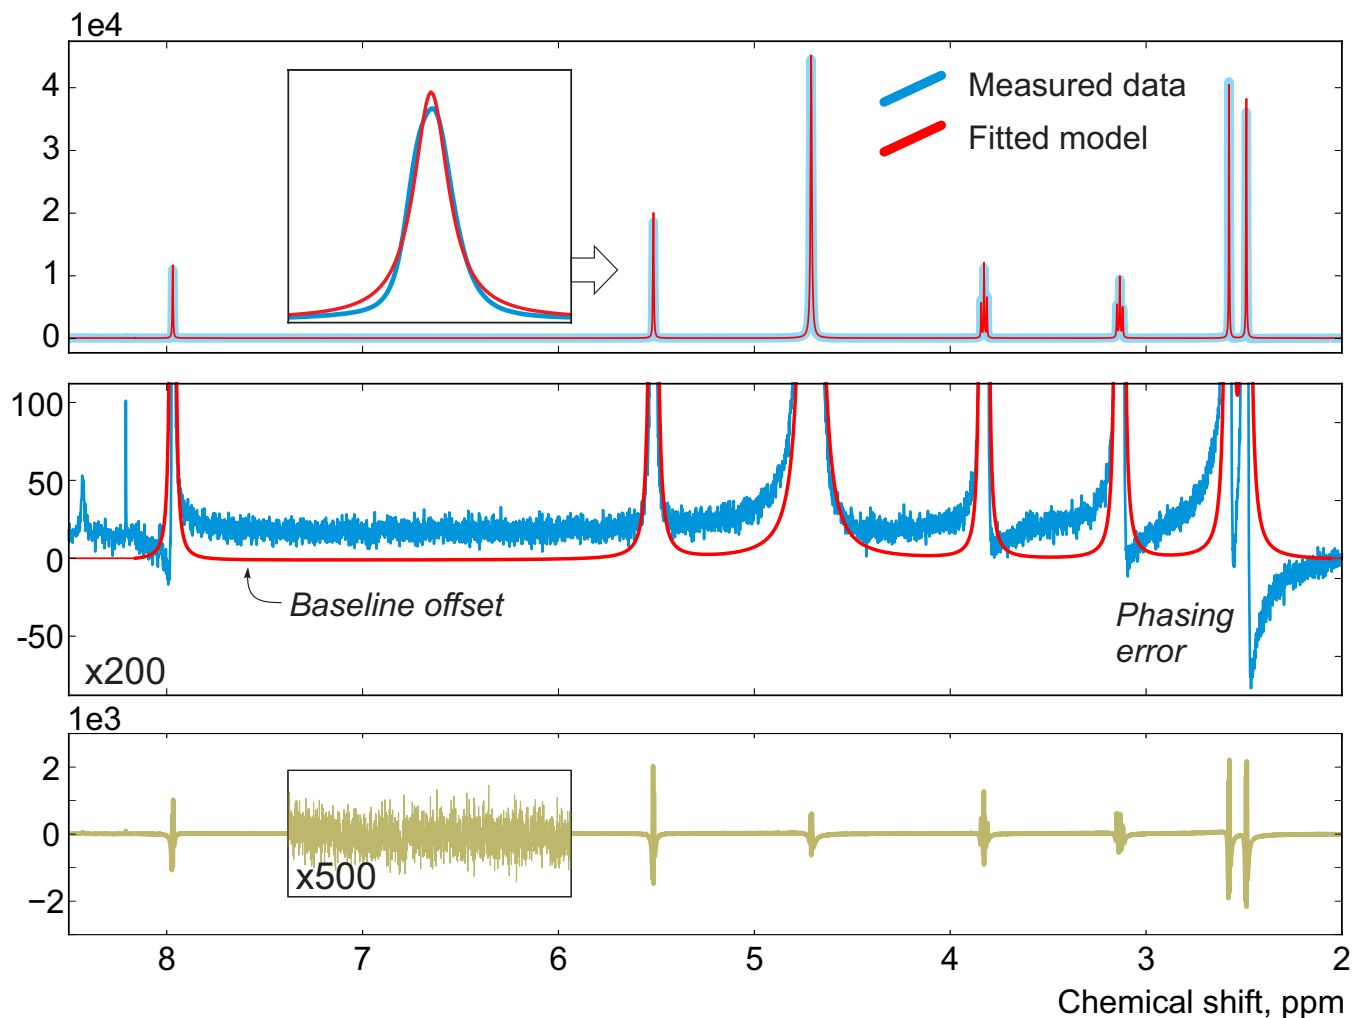 1e4
4
3
2
1
0
Measured data
Fitted model
100
50
0
-50
Baseline offset
Phasing
error
x200
1e3
2
0
−2
x500
8
7
6
5
4
3
2
Chemical shift, ppm